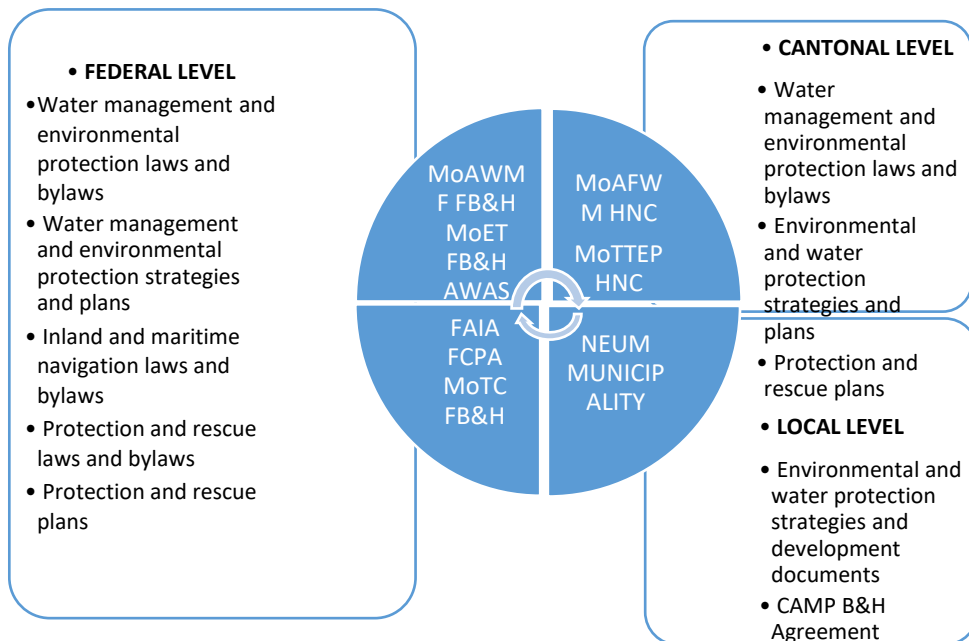 • FEDERAL LEVEL
•Water management and
environmental
protection laws and
bylaws
• Water management
and environmental
protection strategies
and plans
• Inland and maritime
navigation laws and
bylaws
• Protection and rescue
laws and bylaws
• Protection and rescue
plans
MoAWM
F FB&H
MoET
FB&H
AWAS
FAIA
FCPA
MoTC
FB&H
MoAFW
M HNC
MoTTEP
HNC
NEUM
MUNICIP
ALITY
• CANTONAL LEVEL
• Water
management and
environmental
protection laws and
bylaws
• Environmental
and water
protection
strategies and
plans
• Protection and
rescue plans
• LOCAL LEVEL
• Environmental and
water protection
strategies and
development
documents
• CAMP B&H
Agreement